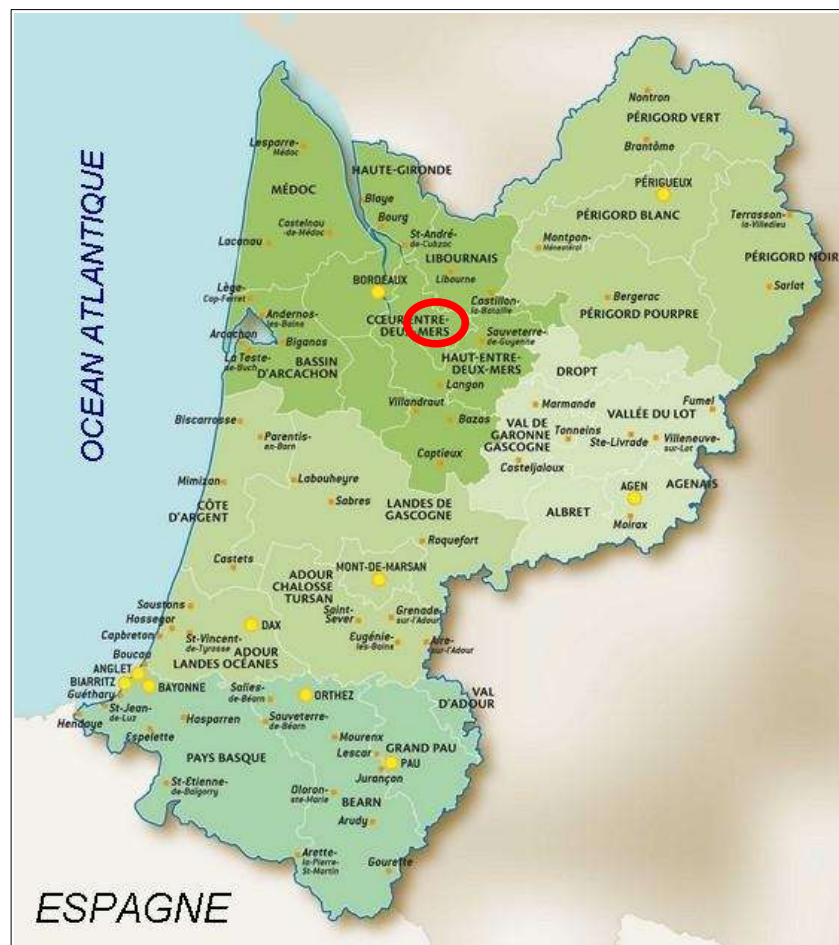 Nontron
PÉRIGORD VERT
Brantôme
Lesparre-
Médoc
HAUTE-GIRONDE
MÉDOC
PÉRIGUEUX
Blaye
PÉRIGORD BLANC
Terrasson-
la-Villedieu
Castelnau
-de-Médoc
Bourg
St-André-
de-Cubzac
Lacanau
LIBOURNAIS
Montpon-
Ménestérol
PÉRIGORD NOIR
Libourne
BORDEAUX
Sarlat
Lège-
Cap-Ferret
Castillon-
la-Bataille
Bergerac
PÉRIGORD POURPRE
Andernos-
les-Bains
CŒUR ENTRE-
DEUX-MERS
Arcachon
Biganos
Sauveterre-
de-Guyenne
La Teste-
de-Buch
BASSIN
D'ARCACHON
HAUT-ENTRE-
DEUX-MERS
DROPT
Langon
OCEAN ATLANTIQUE
Villandraut
Marmande
VALLÉE DU LOT
Fumel
Biscarrosse
Bazas
VAL DE
GARONNE
GASCOGNE
Tonneins
Ste-Livrade
Villeneuve-
sur-Lot
Parentis-
en-Born
Captieux
Casteljaloux
Mimizan
Labouheyre
AGEN
AGENAIS
Sabres
LANDES DE
GASCOGNE
CÔTE
D'ARGENT
ALBRET
Moirax
Roquefort
Castets
ADOUR
CHALOSSE
TURSAN
MONT-DE-MARSAN
Soustons
Saint-
Sever
Grenade-
sur-l'Adour
Hossegor
DAX
Capbreton
St-Vincent-
de-Tyrosse
Eugénie-
les-Bains
Aire-
sur-l'Adour
Boucau
ADOUR
LANDES OCÉANES
ANGLET
BIARRITZ
BAYONNE
Guéthary
Salies-
de-Béarn
ORTHEZ
VAL
D'ADOUR
St-Jean-
de-Luz
Hendaye
Hasparren
Sauveterre-
de-Béarn
Espelette
Mourenx
GRAND PAU
PAYS BASQUE
Lescar
PAU
Jurançon
St-Etienne-
de-Baïgorry
Oloron-
ste-Marie
BEARN
Arudy
Arette-
la-Pierre-
St-Martin
Gourette
ESPAGNE